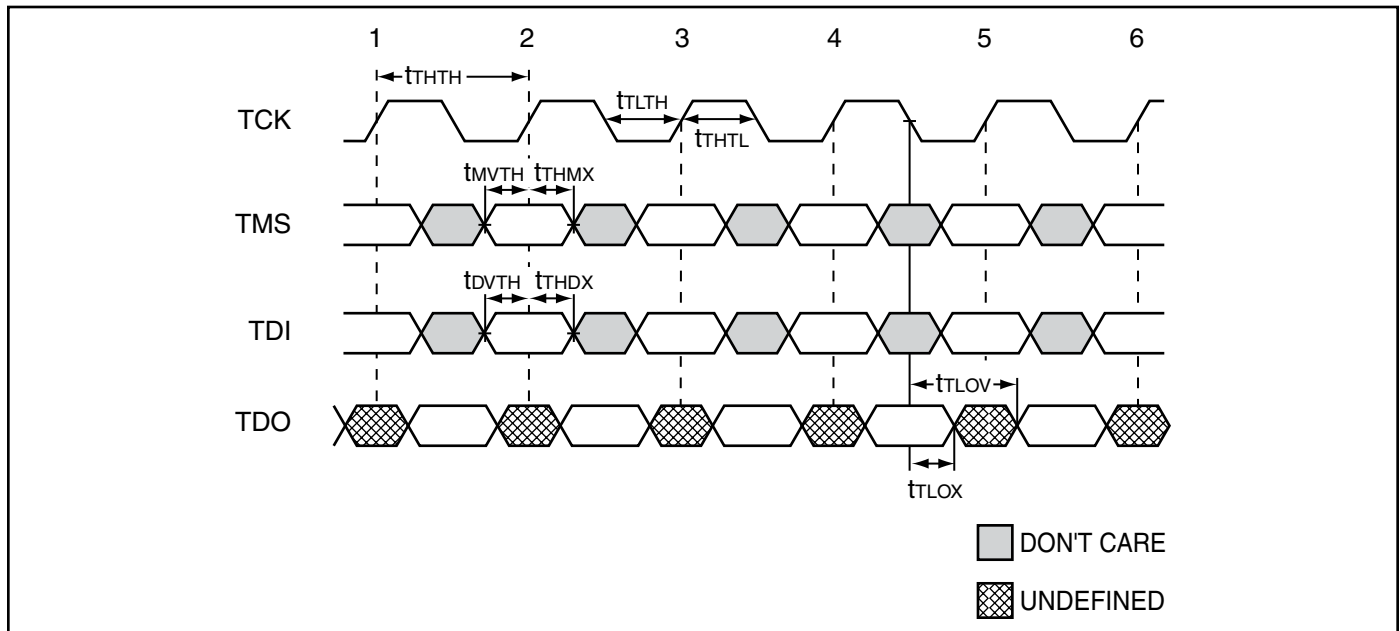 1 2 3 4 5 6
tTHTH
tTLTH
TCK
tTHTL
tMVTH tTHMX
TMS
tDVTH tTHDX
TDI
tTLOV
TDO
tTLOX
DON'T CARE
UNDEFINED